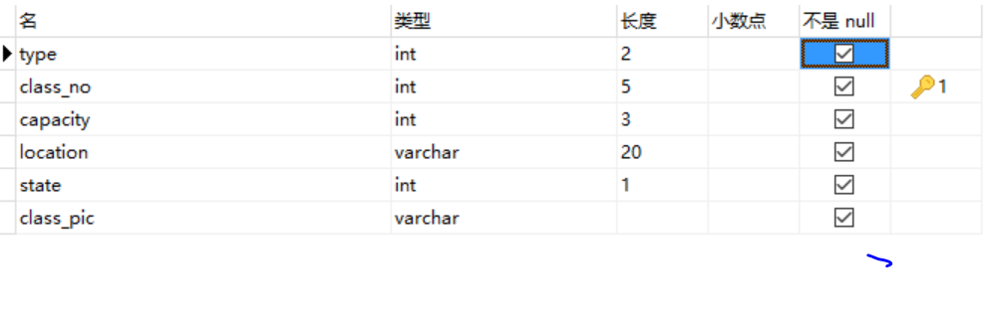 名 类型 长度 小数点 不是 null
type int 2
class_no int 5 1
capacity int 3
location varchar 20
state int 1
class_pic varchar